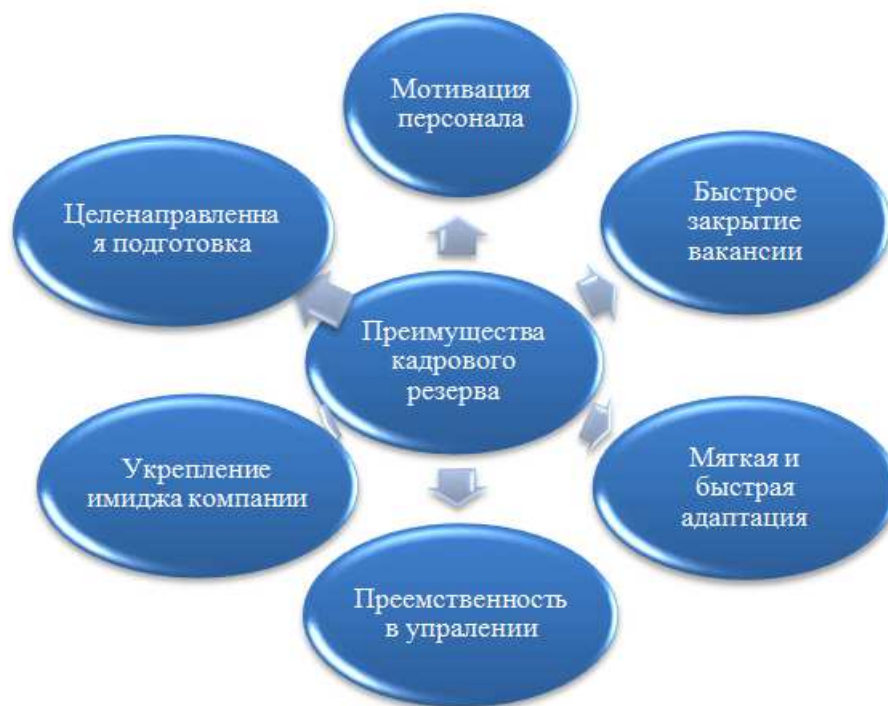 Мотивация
персонала
Целенаправленна
я подготовка
Быстрое
закрытие
вакансии
Преимущества
кадрового
резерва
Укрепление
имиджа компании
Мягкая и
быстрая
адаптация
Преемственность
в упралении